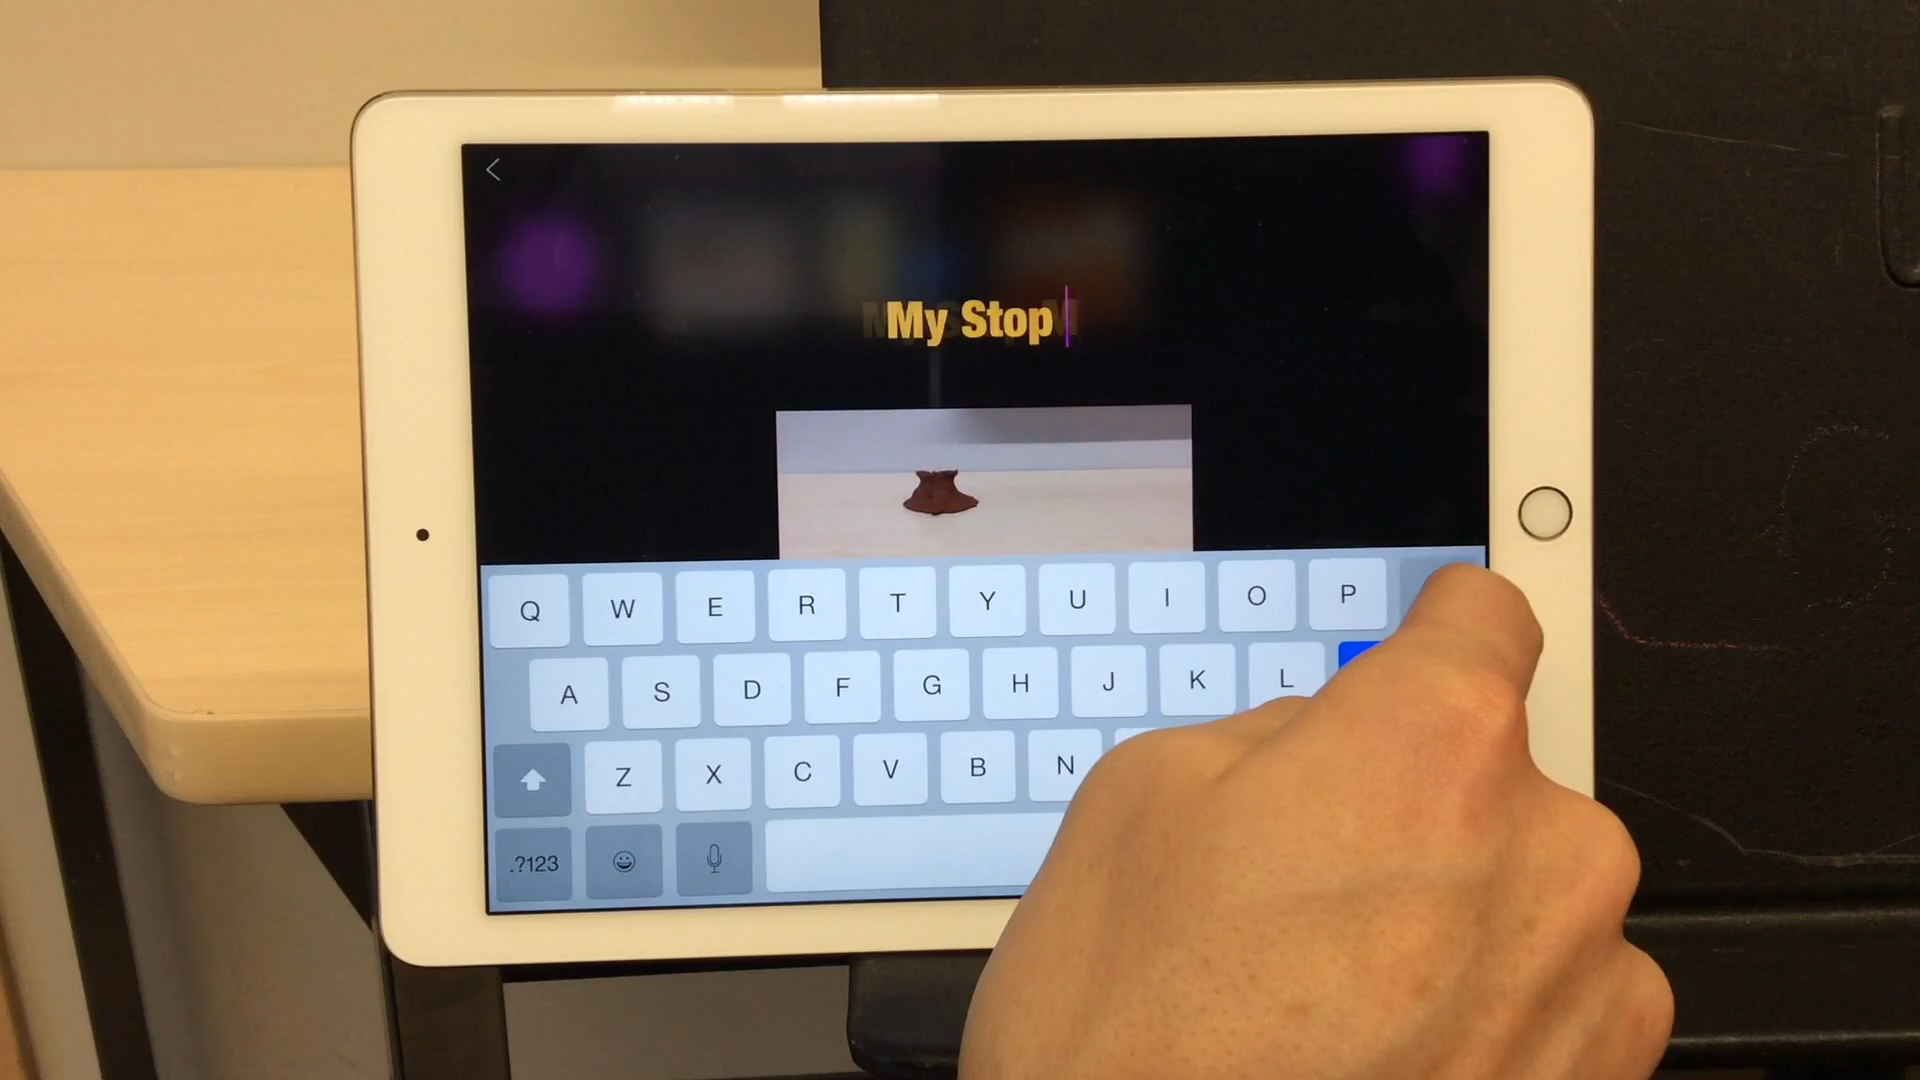 My Stop
Q W E R T Y U I O P
A S D F G H J K L
Z X C V B N
.?123